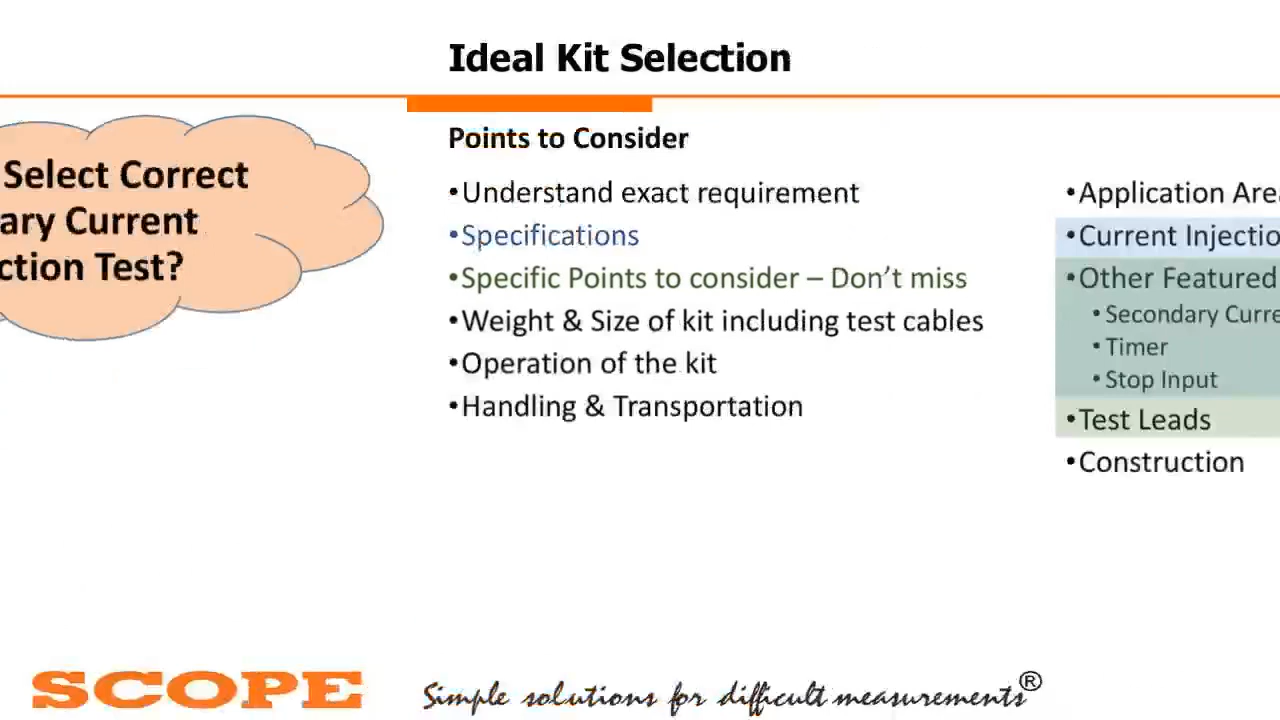 Ideal Kit Selection
Select Correct
ary Current
ction Test?
Points to Consider
•Understand exact requirement
•Specifications
•Specific Points to consider – Don’t miss
•Weight & Size of kit including test cables
•Operation of the kit
•Handling & Transportation
•Application Area
•Current Injectio
•Other Featured
•Secondary Curre
•Timer
•Stop Input
•Test Leads
•Construction
SCOPE
Simple solutions for difficult measurements®